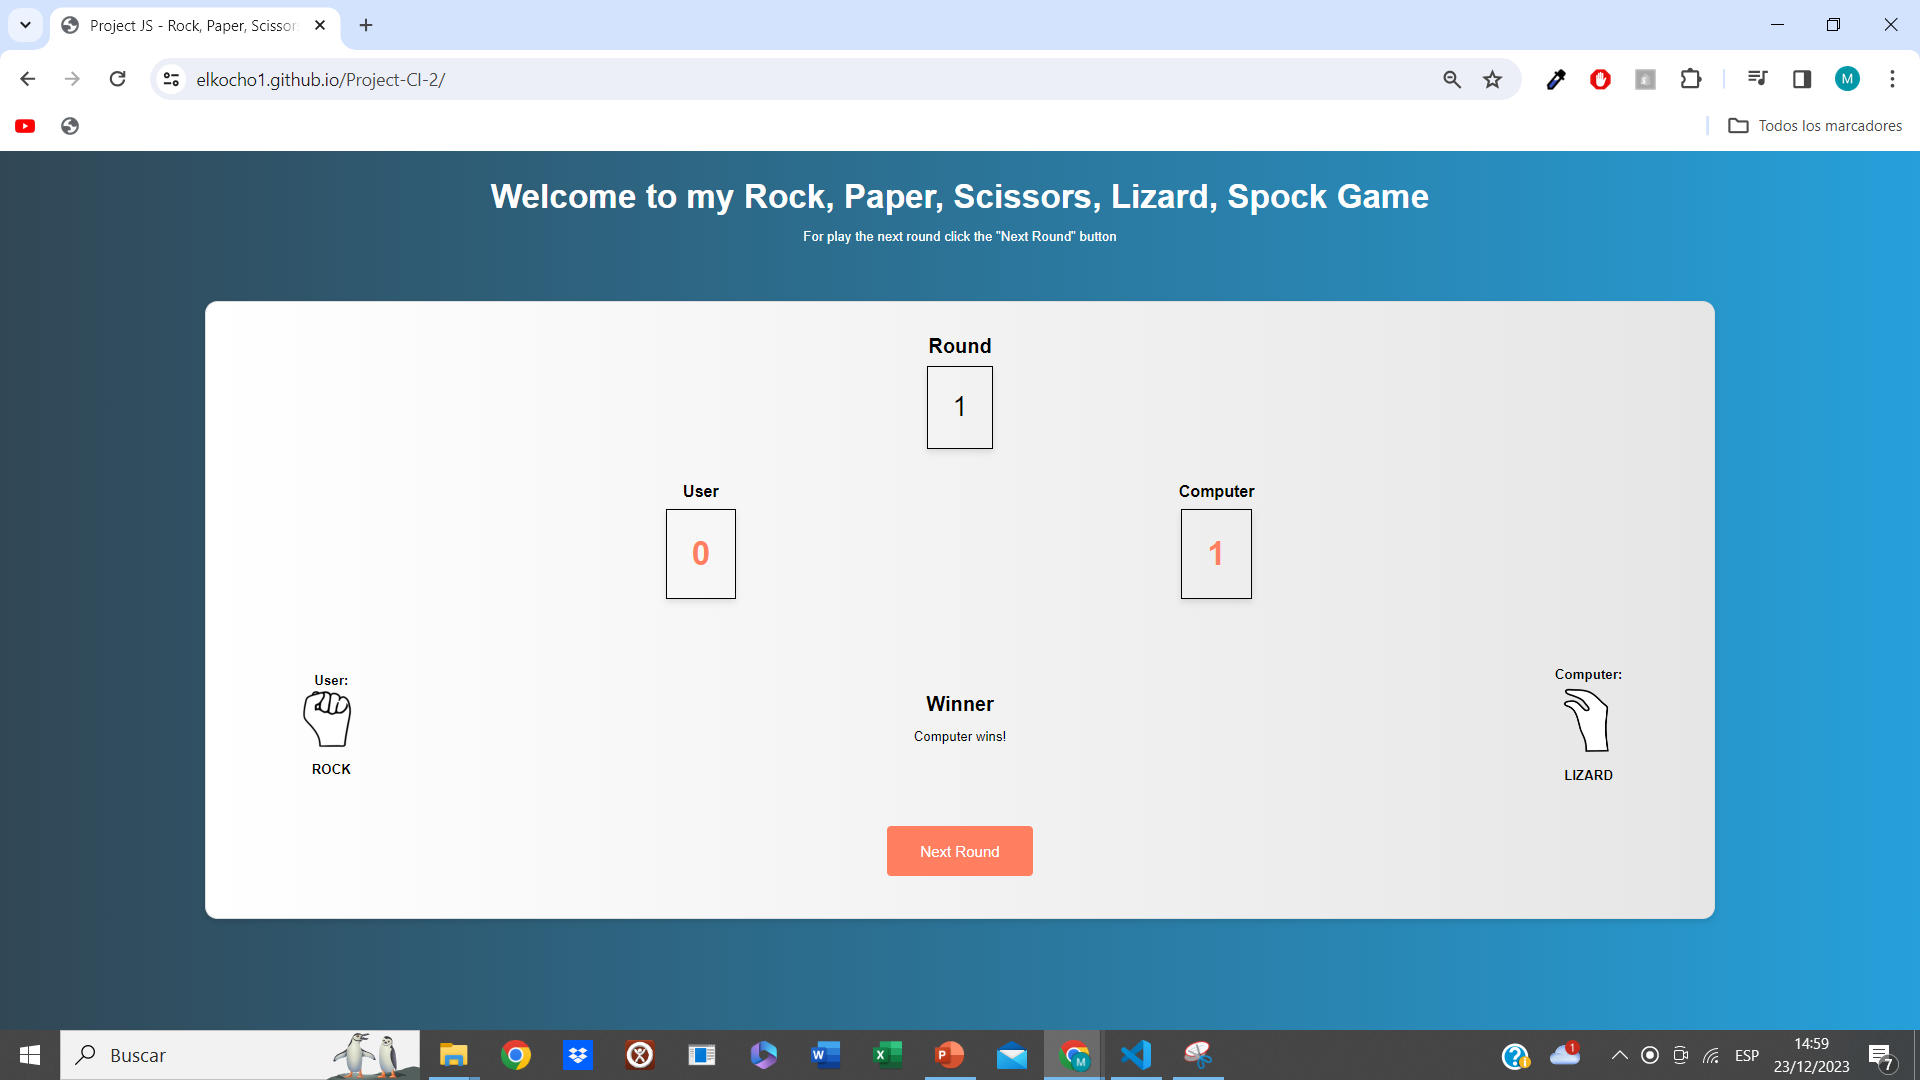 Project JS - Rock, Paper, Scissor
elkocho1.github.io/Project-CI-2/
M
Todos los marcadores
Welcome to my Rock, Paper, Scissors, Lizard, Spock Game
For play the next round click the "Next Round" button
Round
1
User
Computer
0
1
User:
ROCK
Winner
Computer wins!
Computer:
LIZARD
Next Round
Buscar
ESP
14:59
23/12/2023
1
7